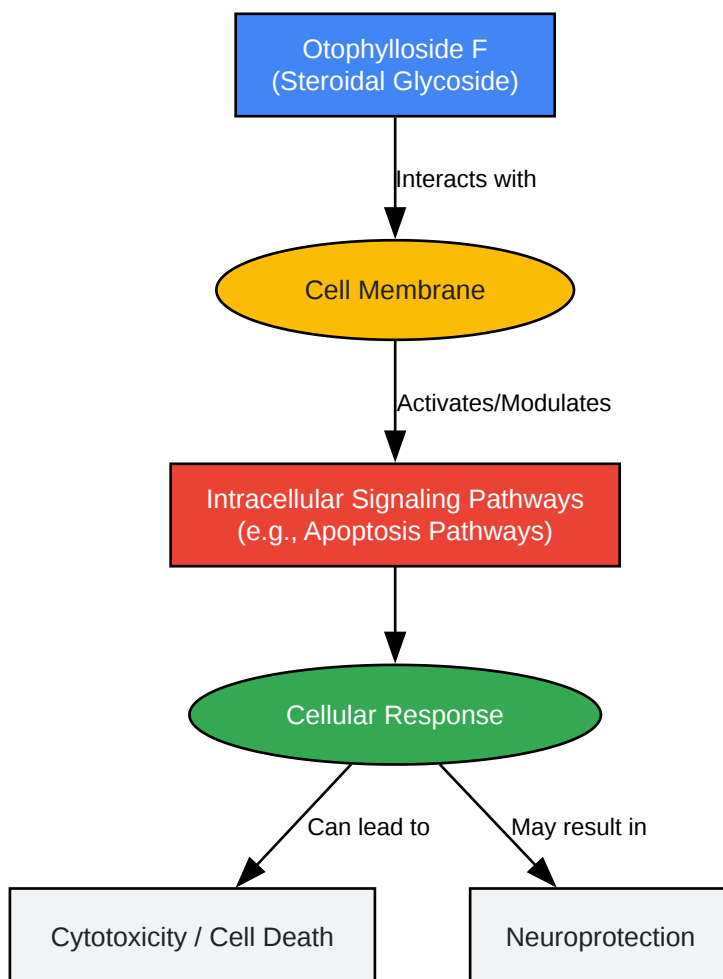 Otophylloside F
(Steroidal Glycoside)
Interacts with
Cell Membrane
Activates/Modulates
Intracellular Signaling Pathways
(e.g., Apoptosis Pathways)
Cellular Response
Can lead to
May result in
Cytotoxicity / Cell Death
Neuroprotection